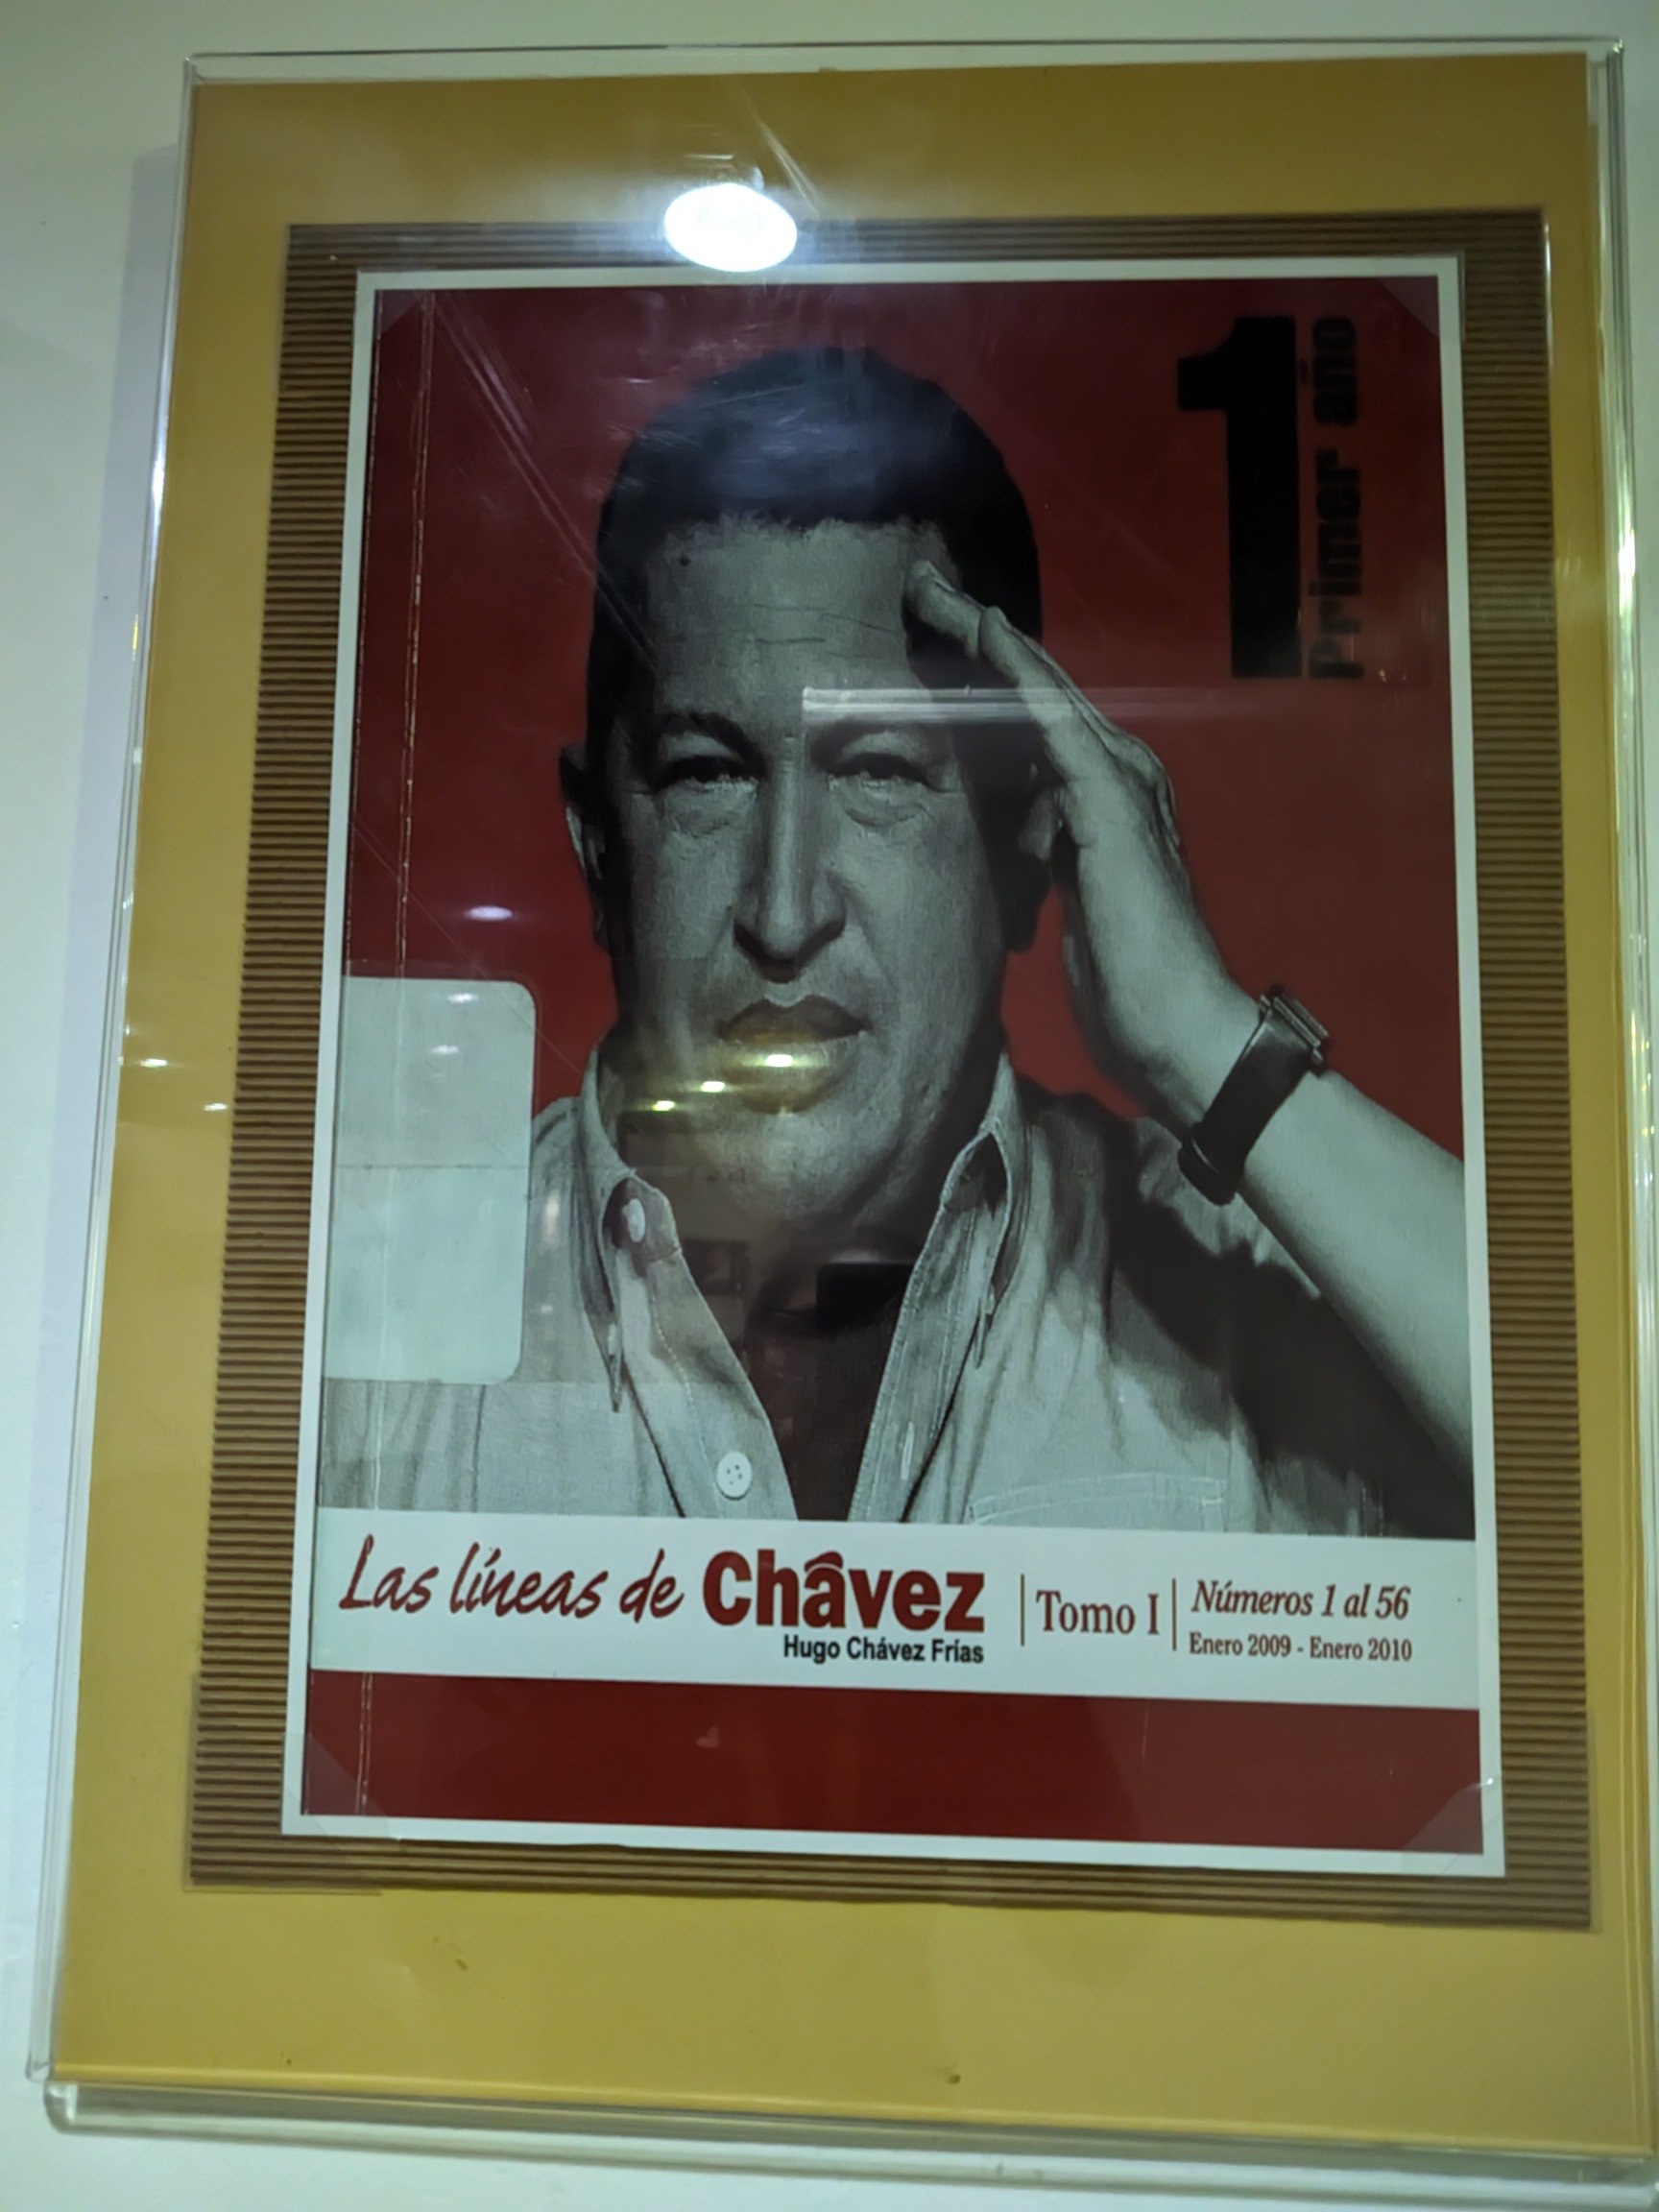 1
Primer año
Las líneas de Chávez
Hugo Chávez Frías
Tomo I
Números 1 al 56
Enero 2009 - Enero 2010